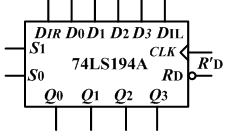 DIR D0 D1 D2 D3 DIL
S1 CLK
R'D
74LS194A
S0 RD
Q0 Q1 Q2 Q3